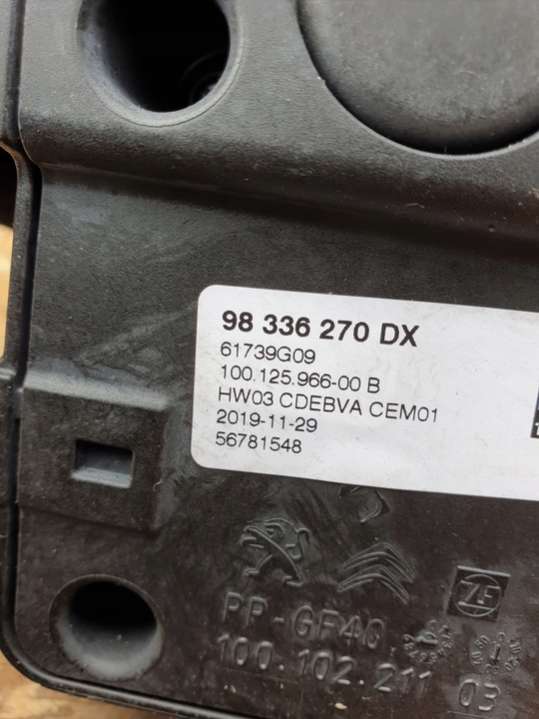 98 336 270 DX
61739G09
100.125.966-00 B
HW03 CDEBVA CEM01
2019-11-29
56781548
ZF
PP-GF40
100.102.211 03